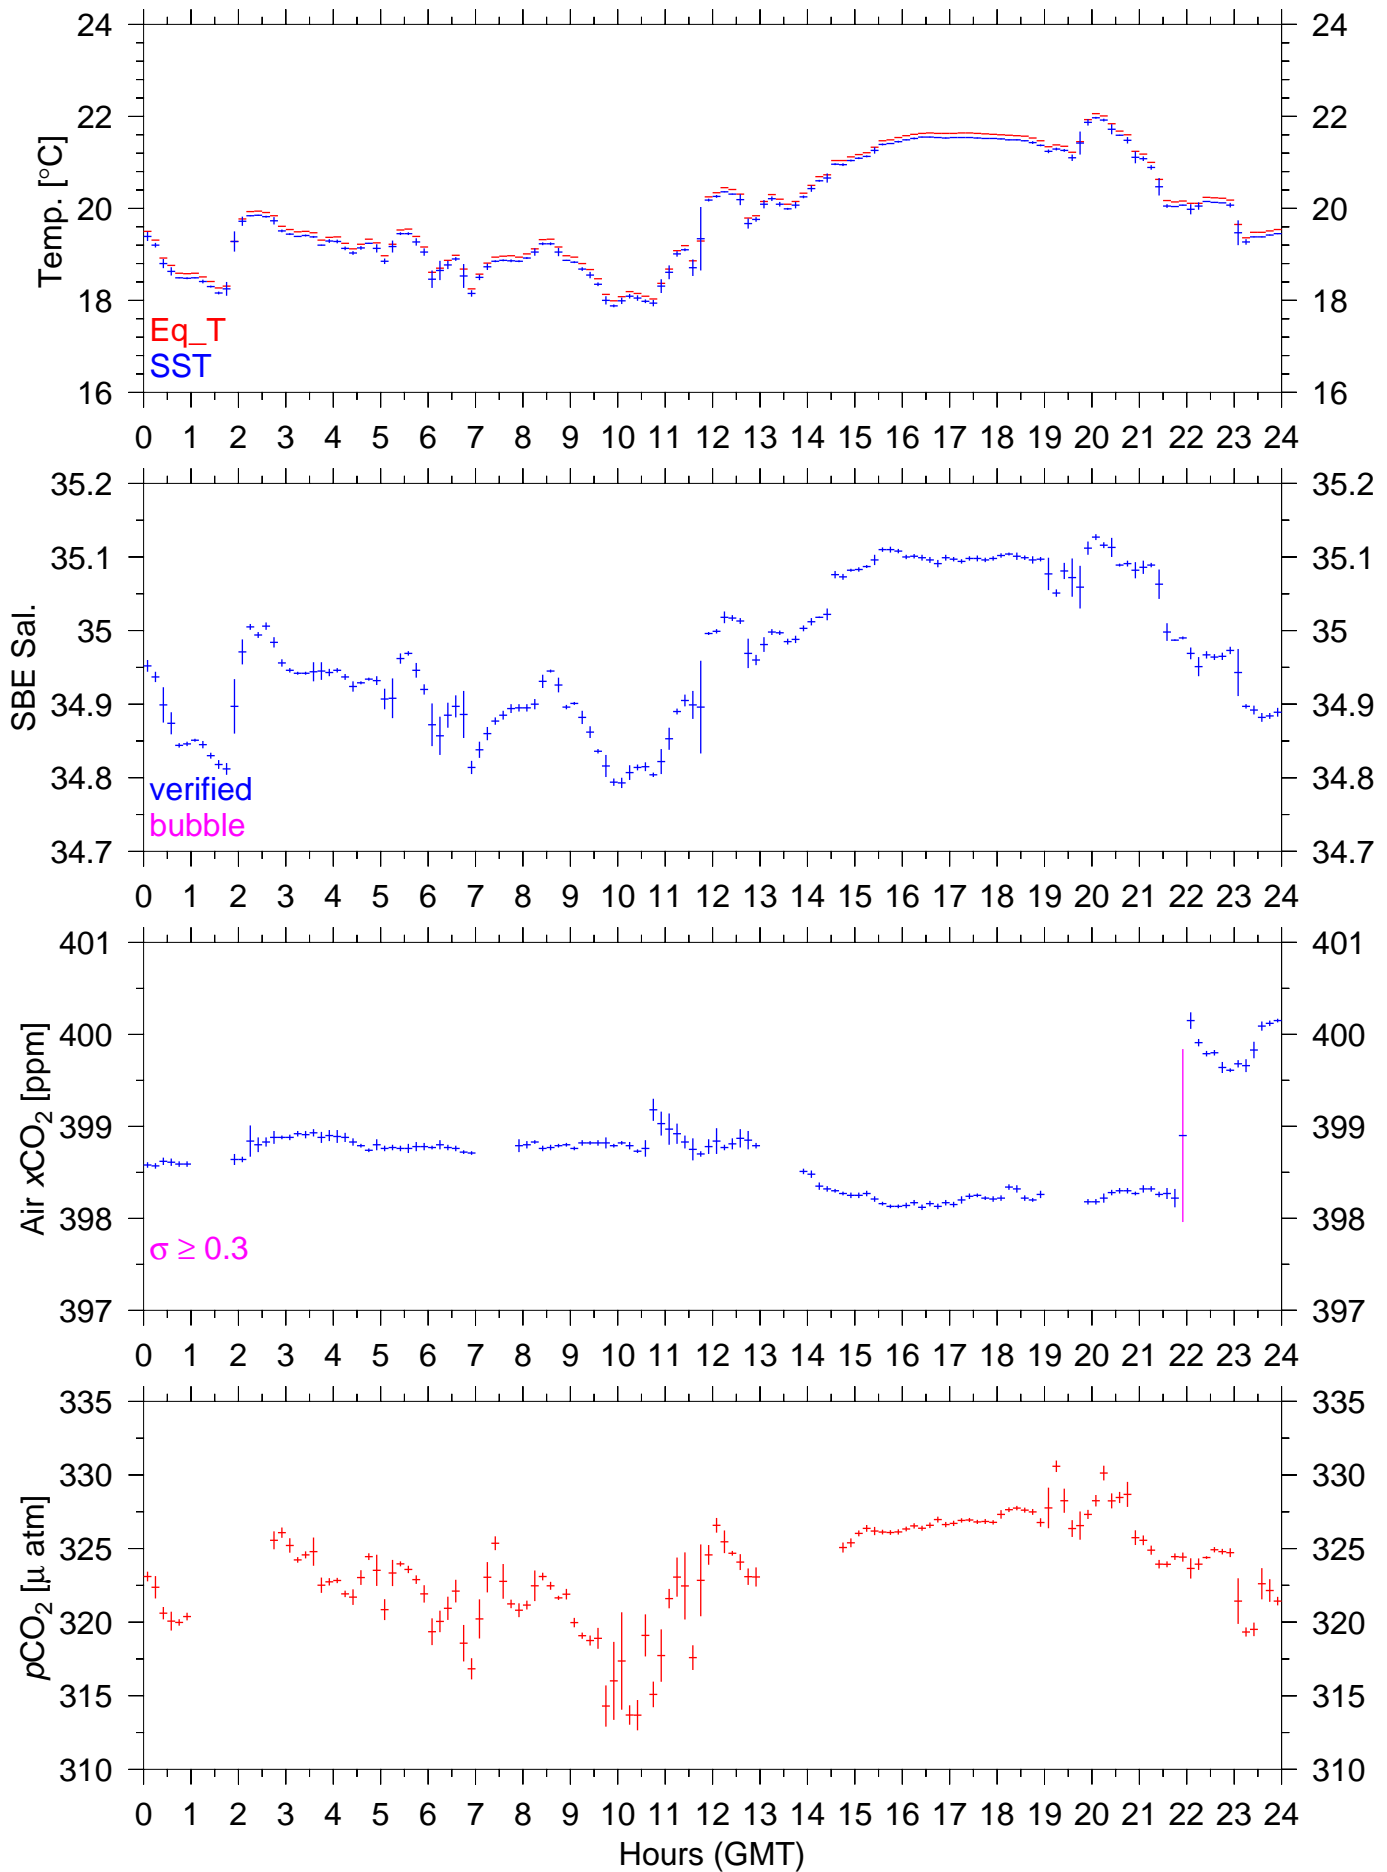 24 24
22 22
20 20
18 18
16 16
Temp. [°C]
Eq_T
SST
0 1 2 3 4 5 6 7 8 9 10 11 12 13 14 15 16 17 18 19 20 21 22 23 24
35.2 35.2
35.1 35.1
35 35
34.9 34.9
34.8 34.8
34.7 34.7
SBE Sal.
verified
bubble
0 1 2 3 4 5 6 7 8 9 10 11 12 13 14 15 16 17 18 19 20 21 22 23 24
401 401
400 400
399 399
398 398
397 397
Air xCO₂ [ppm]
σ ≥ 0.3
0 1 2 3 4 5 6 7 8 9 10 11 12 13 14 15 16 17 18 19 20 21 22 23 24
335 335
330 330
325 325
320 320
315 315
310 310
pCO₂ [μ atm]
0 1 2 3 4 5 6 7 8 9 10 11 12 13 14 15 16 17 18 19 20 21 22 23 24
Hours (GMT)